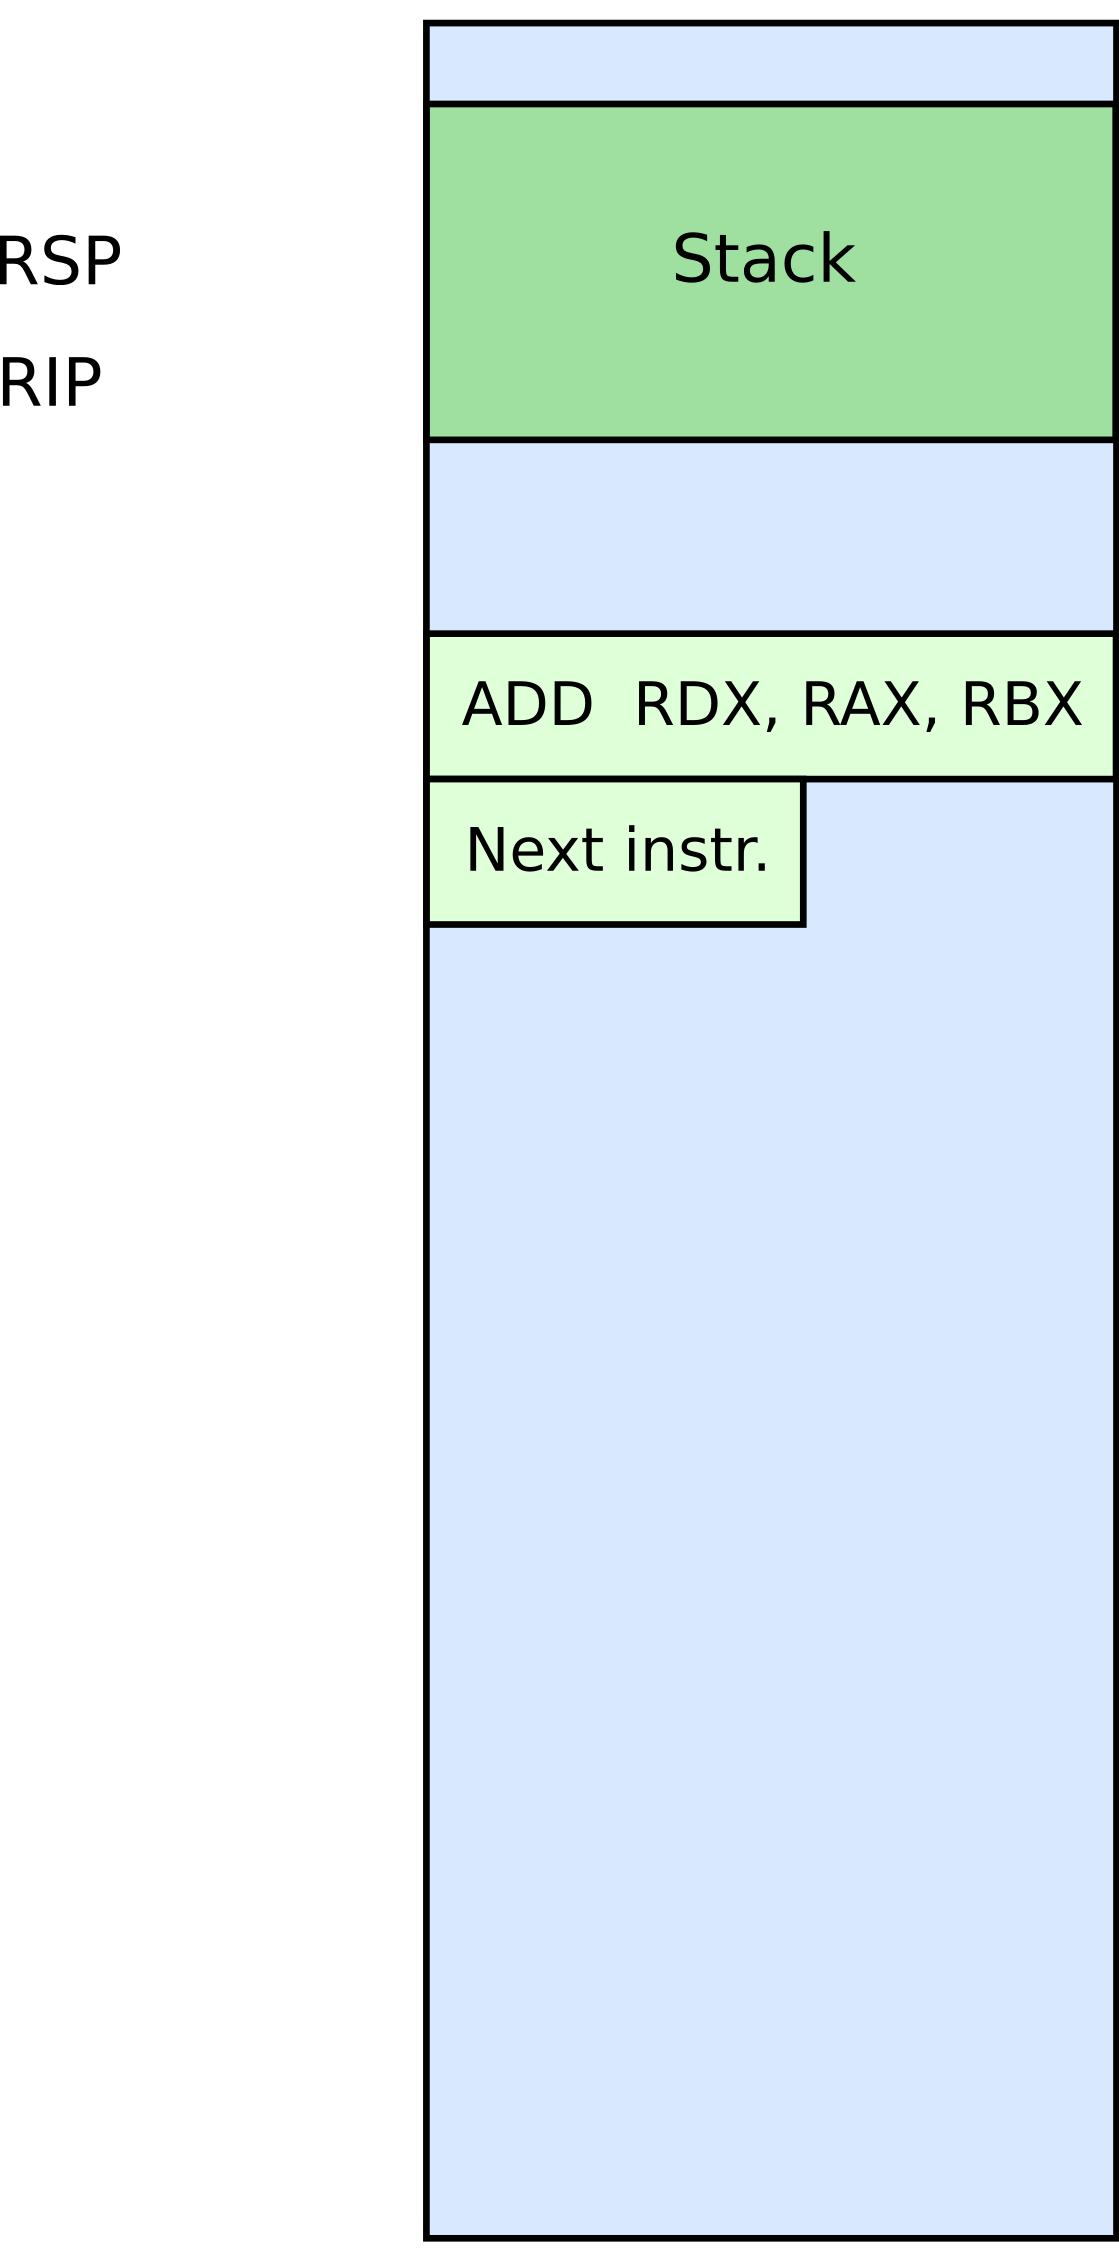 RSP
Stack
RIP
ADD  RDX, RAX, RBX
Next instr.